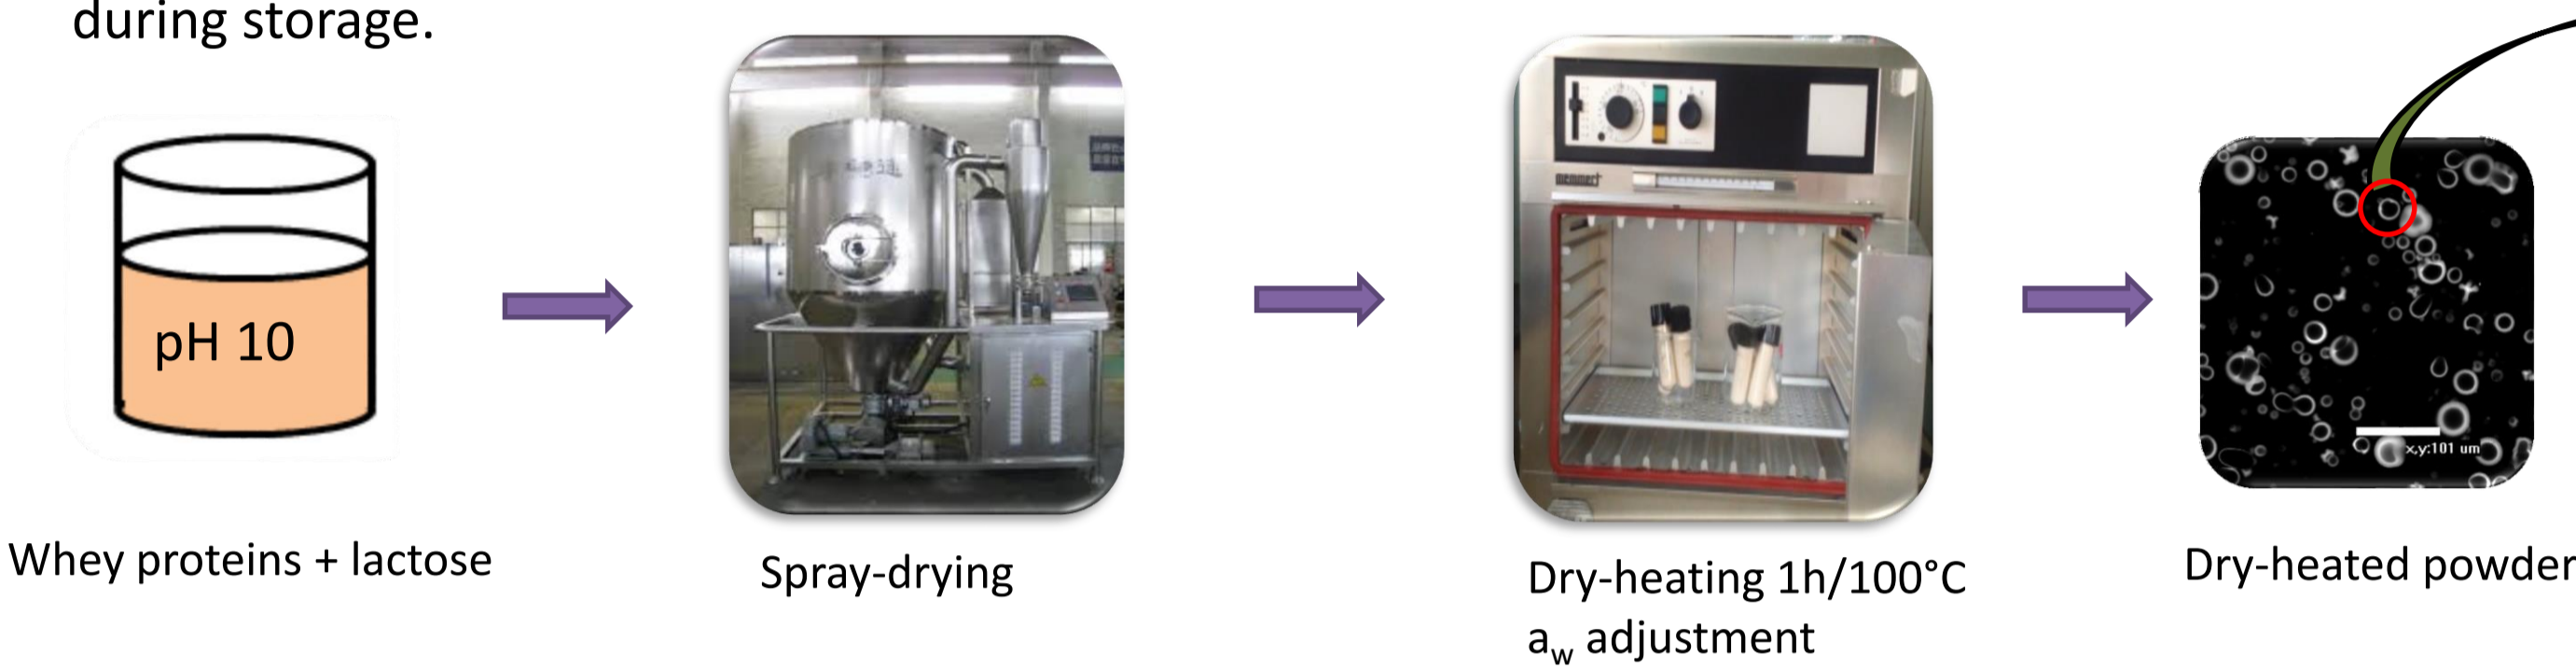 during storage.
pH 10
memmert
x,y:101 um
Whey proteins + lactose
Spray-drying
Dry-heating 1h/100°C
aw adjustment
Dry-heated powder